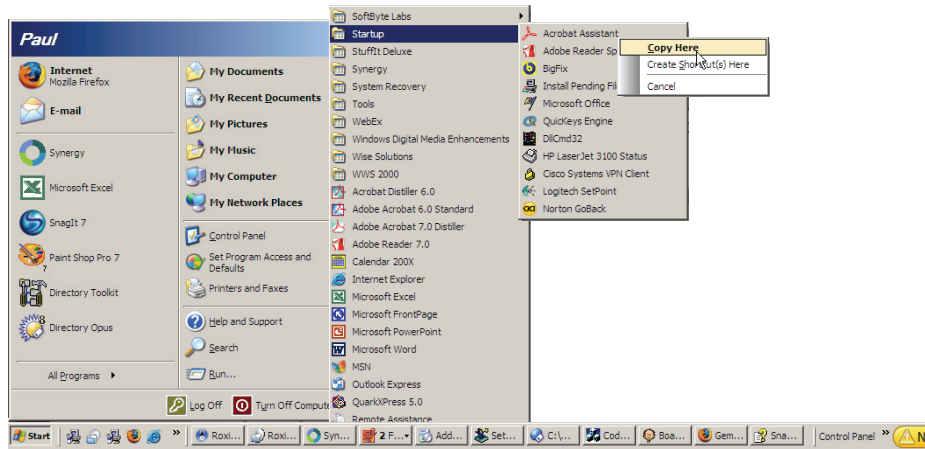 Paul
Internet
Mozilla Firefox
E-mail
Synergy
Microsoft Excel
SnagIt 7
Paint Shop Pro 7
7
Directory Toolkit
8
Directory Opus
All Programs
My Documents
My Recent Documents
My Pictures
My Music
My Computer
My Network Places
Control Panel
Set Program Access and
Defaults
Printers and Faxes
Help and Support
Search
Run...
Log Off
Turn Off Comput
SoftByte Labs
Startup
StuffIt Deluxe
Synergy
System Recovery
Tools
WebEx
Windows Digital Media Enhancements
Wise Solutions
WWS 2000
Acrobat Distiller 6.0
Adobe Acrobat 6.0 Standard
Adobe Acrobat 7.0 Distiller
Adobe Reader 7.0
Calendar 200X
Internet Explorer
Microsoft Excel
Microsoft FrontPage
Microsoft PowerPoint
Microsoft Word
MSN
Outlook Express
QuarkXPress 5.0
Remote Assistance
Acrobat Assistant
Adobe Reader Sp
BigFix
Install Pending Fil
Microsoft Office
QuicKeys Engine
DllCmd32
HP LaserJet 3100 Status
Cisco Systems VPN Client
Logitech SetPoint
Norton GoBack
Copy Here
Create Shortcut(s) Here
Cancel
Start
»
Roxi...
Roxi...
Syn...
2 F...
Add...
Set...
C:\...
Cod...
Boa...
Gem...
Sna...
Control Panel »
N